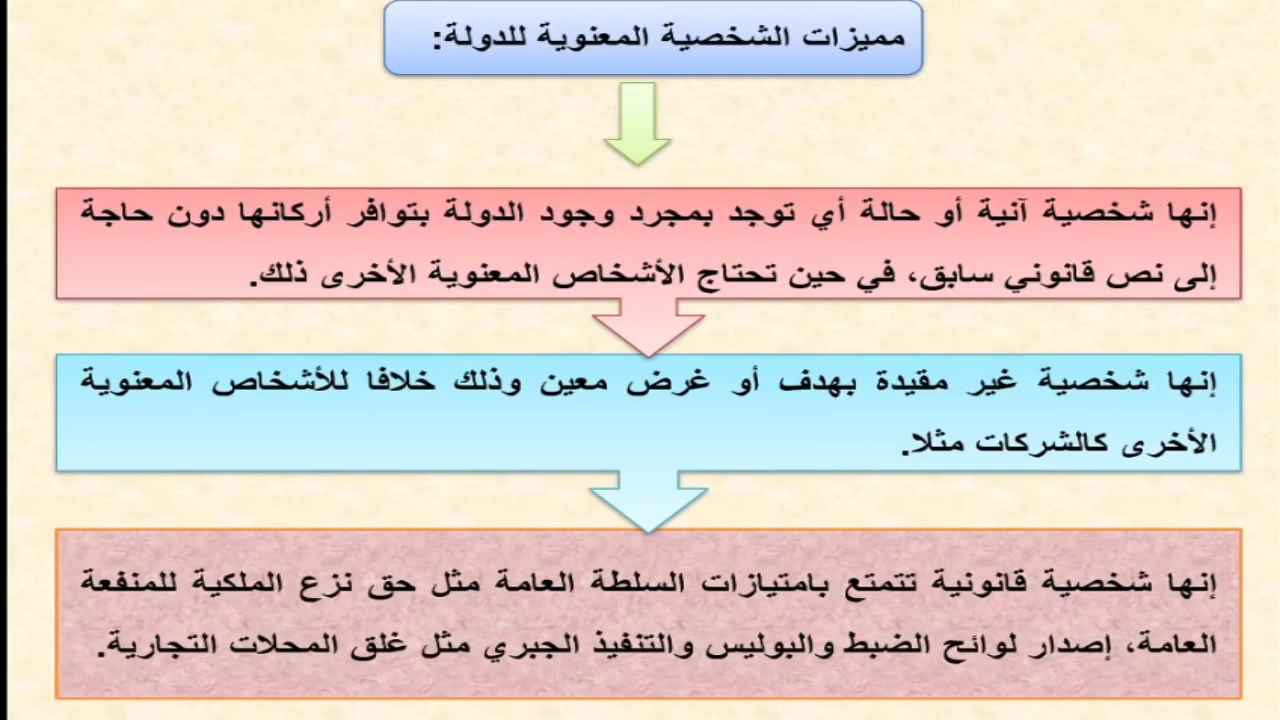 مميزات الشخصية المعنوية للدولة:
إنها شخصية آنية أو حالة أي توجد بمجرد وجود الدولة بتوافر أركانها دون حاجة
إلى نص قانوني سابق، في حين تحتاج الأشخاص المعنوية الأخرى ذلك.
إنها شخصية غير مقيدة بهدف أو غرض معين وذلك خلافا للأشخاص المعنوية
الأخرى كالشركات مثلا.
إنها شخصية قانونية تتمتع بامتيازات السلطة العامة مثل حق نزع الملكية للمنفعة
العامة، إصدار لوائح الضبط والبوليس والتنفيذ الجبري مثل غلق المحلات التجارية.